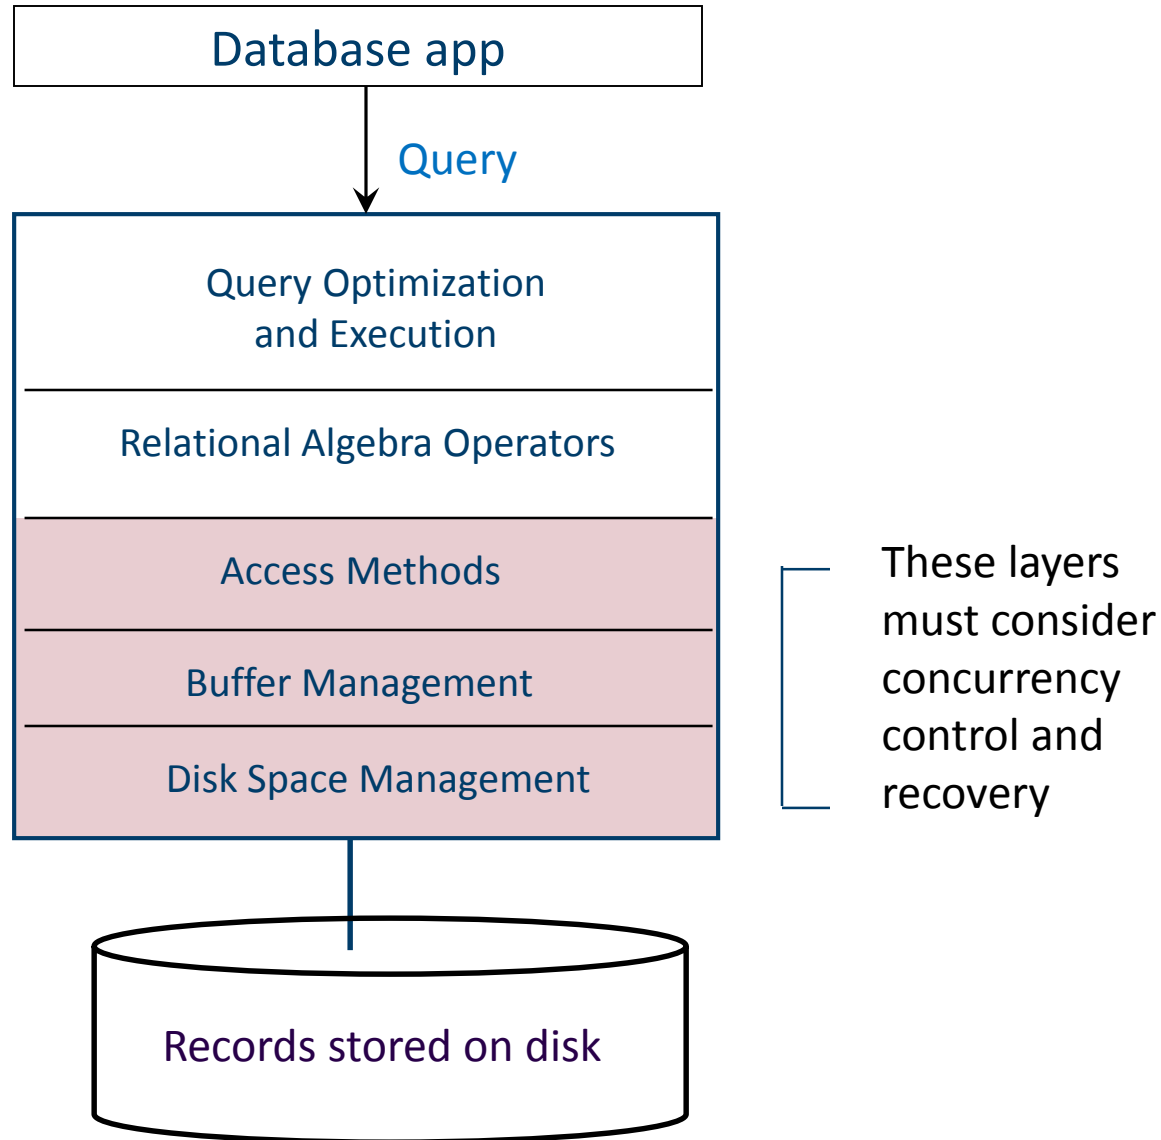 Database app
Query
Query Optimization
and Execution
Relational Algebra Operators
Access Methods
Buffer Management
Disk Space Management
These layers
must consider
concurrency
control and
recovery
Records stored on disk